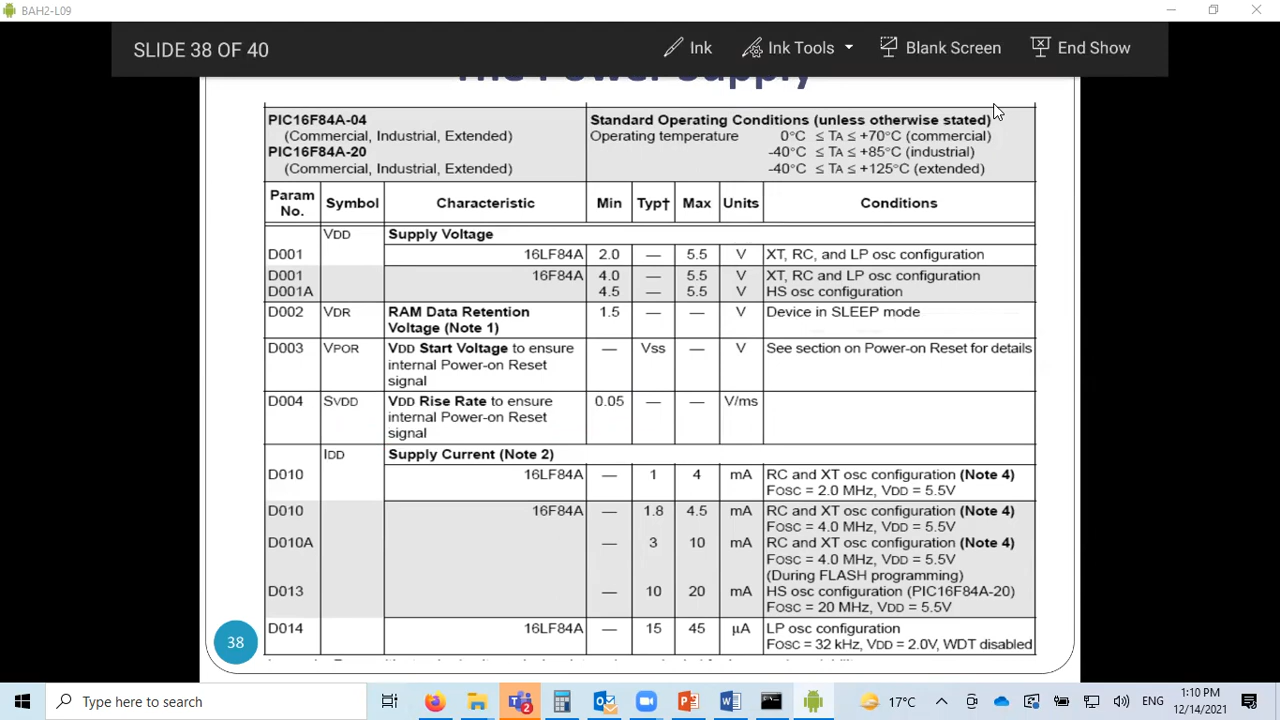 BAH2-L09
SLIDE 38 OF 40
Ink
Ink Tools
Blank Screen
End Show
The Power Supply
PIC16F84A-04
(Commercial, Industrial, Extended)
PIC16F84A-20
(Commercial, Industrial, Extended)
Standard Operating Conditions (unless otherwise stated)
Operating temperature 0°C ≤ TA ≤ +70°C (commercial)
-40°C ≤ TA ≤ +85°C (industrial)
-40°C ≤ TA ≤ +125°C (extended)
Param No. Symbol Characteristic Min Typ† Max Units Conditions
VDD Supply Voltage
D001 16LF84A 2.0 — 5.5 V XT, RC, and LP osc configuration
D001 16F84A 4.0 — 5.5 V XT, RC and LP osc configuration
D001A 4.5 — 5.5 V HS osc configuration
D002 VDR RAM Data Retention 1.5 — — V Device in SLEEP mode
Voltage (Note 1)
D003 VPOR VDD Start Voltage to ensure — Vss — V See section on Power-on Reset for details
internal Power-on Reset
signal
D004 SVDD VDD Rise Rate to ensure 0.05 — — V/ms
internal Power-on Reset
signal
IDD Supply Current (Note 2)
D010 16LF84A — 1 4 mA RC and XT osc configuration (Note 4)
FOSC = 2.0 MHz, VDD = 5.5V
D010 16F84A — 1.8 4.5 mA RC and XT osc configuration (Note 4)
FOSC = 4.0 MHz, VDD = 5.5V
D010A — 3 10 mA RC and XT osc configuration (Note 4)
FOSC = 4.0 MHz, VDD = 5.5V
(During FLASH programming)
D013 — 10 20 mA HS osc configuration (PIC16F84A-20)
FOSC = 20 MHz, VDD = 5.5V
D014 16LF84A — 15 45 µA LP osc configuration
FOSC = 32 kHz, VDD = 2.0V, WDT disabled
38
Type here to search
17°C
ENG
1:10 PM
12/14/2021
2